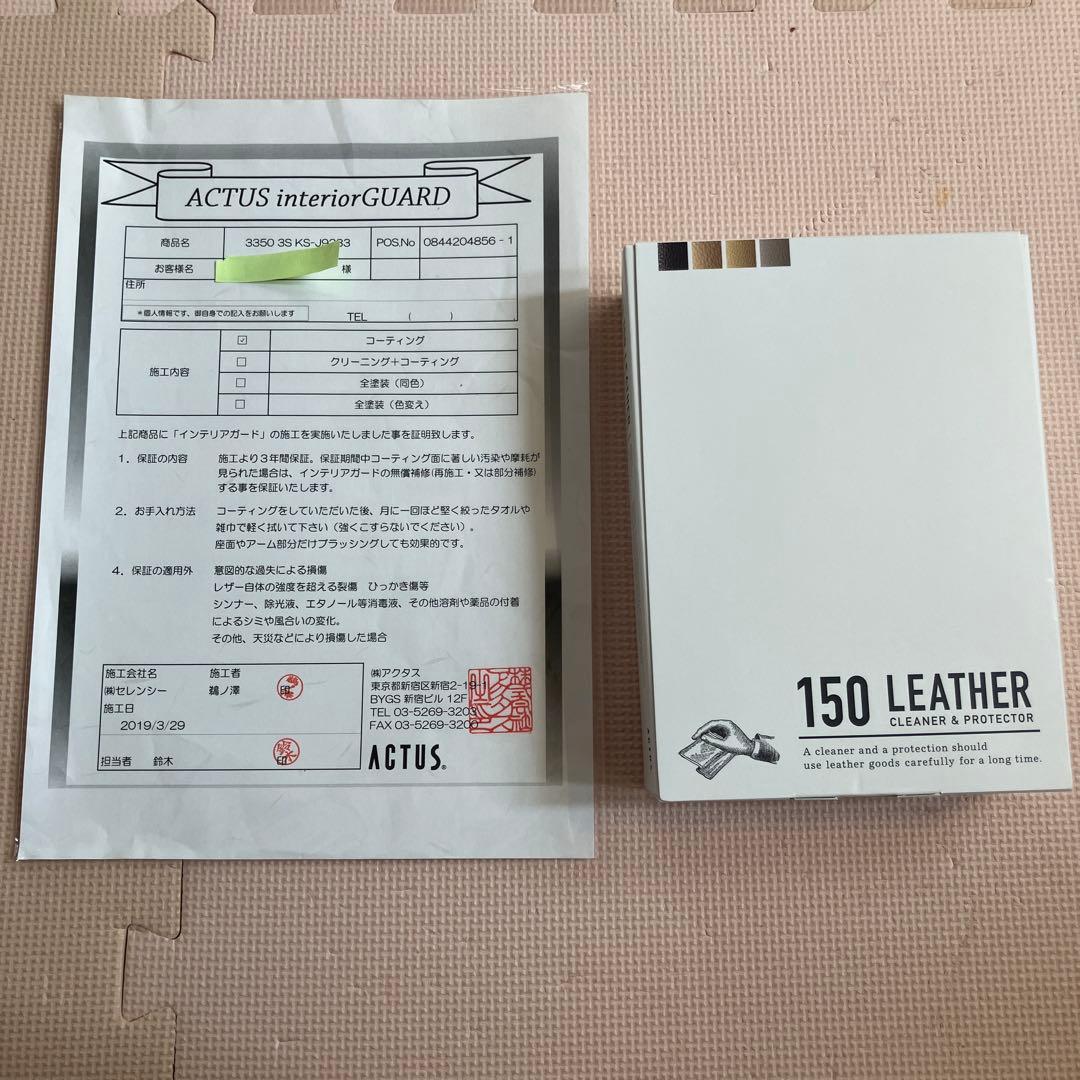 ACTUS interiorGUARD
商品名 3350 3S KS-J9233 POS.No 0844204856-1
お客様名 様
住所
*個人情報です、御自身での記入をお願いします
TEL ( )
施工内容
☑ コーティング
☐ クリーニング+コーティング
☐ 全塗装（同色）
☐ 全塗装（色変え）
上記商品に「インテリアガード」の施工を実施いたしました事を証明致します。
1．保証の内容 施工より３年間保証。保証期間中コーティング面に著しい汚染や摩耗が
見られた場合は、インテリアガードの無償補修(再施工・又は部分補修)
する事を保証いたします。
2．お手入れ方法 コーティングをしていただいた後、月に一回ほど堅く絞ったタオルや
雑巾で軽く拭いて下さい（強くこすらないでください）。
座面やアーム部分だけブラッシングしても効果的です。
4．保証の適用外 意図的な過失による損傷
レザー自体の強度を超える裂傷 ひっかき傷等
シンナー、除光液、エタノール等消毒液、その他溶剤や薬品の付着
によるシミや風合いの変化。
その他、天災などにより損傷した場合
施工会社名 施工者
㈱セレンシー 鵜ノ澤 印
施工日
2019/3/29
担当者 鈴木 印
㈱アクタス
東京都新宿区新宿2-19-1
BYGS 新宿ビル 12F
TEL 03-5269-3203
FAX 03-5269-3200
ACTUS®
150 LEATHER
CLEANER & PROTECTOR
A cleaner and a protection should
use leather goods carefully for a long time.